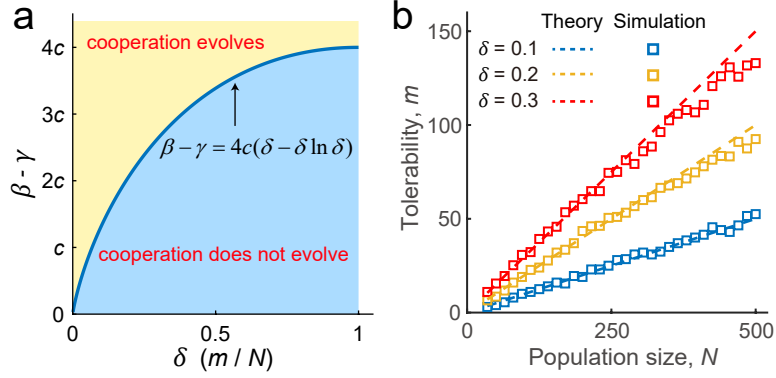 a
cooperation evolves
β − γ = 4c(δ − δ ln δ)
cooperation does not evolve
β - γ
4c
3c
2c
c
0
0
0.5
1
δ (m / N)
b
Theory Simulation
δ = 0.1
δ = 0.2
δ = 0.3
Tolerability, m
150
100
50
0
0
250
500
Population size, N